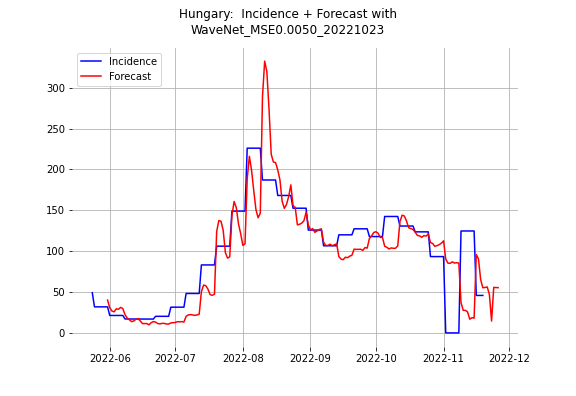 Hungary:  Incidence + Forecast with
WaveNet_MSE0.0050_20221023
Incidence
Forecast
300
250
200
150
100
50
0
2022-06 2022-07 2022-08 2022-09 2022-10 2022-11 2022-12